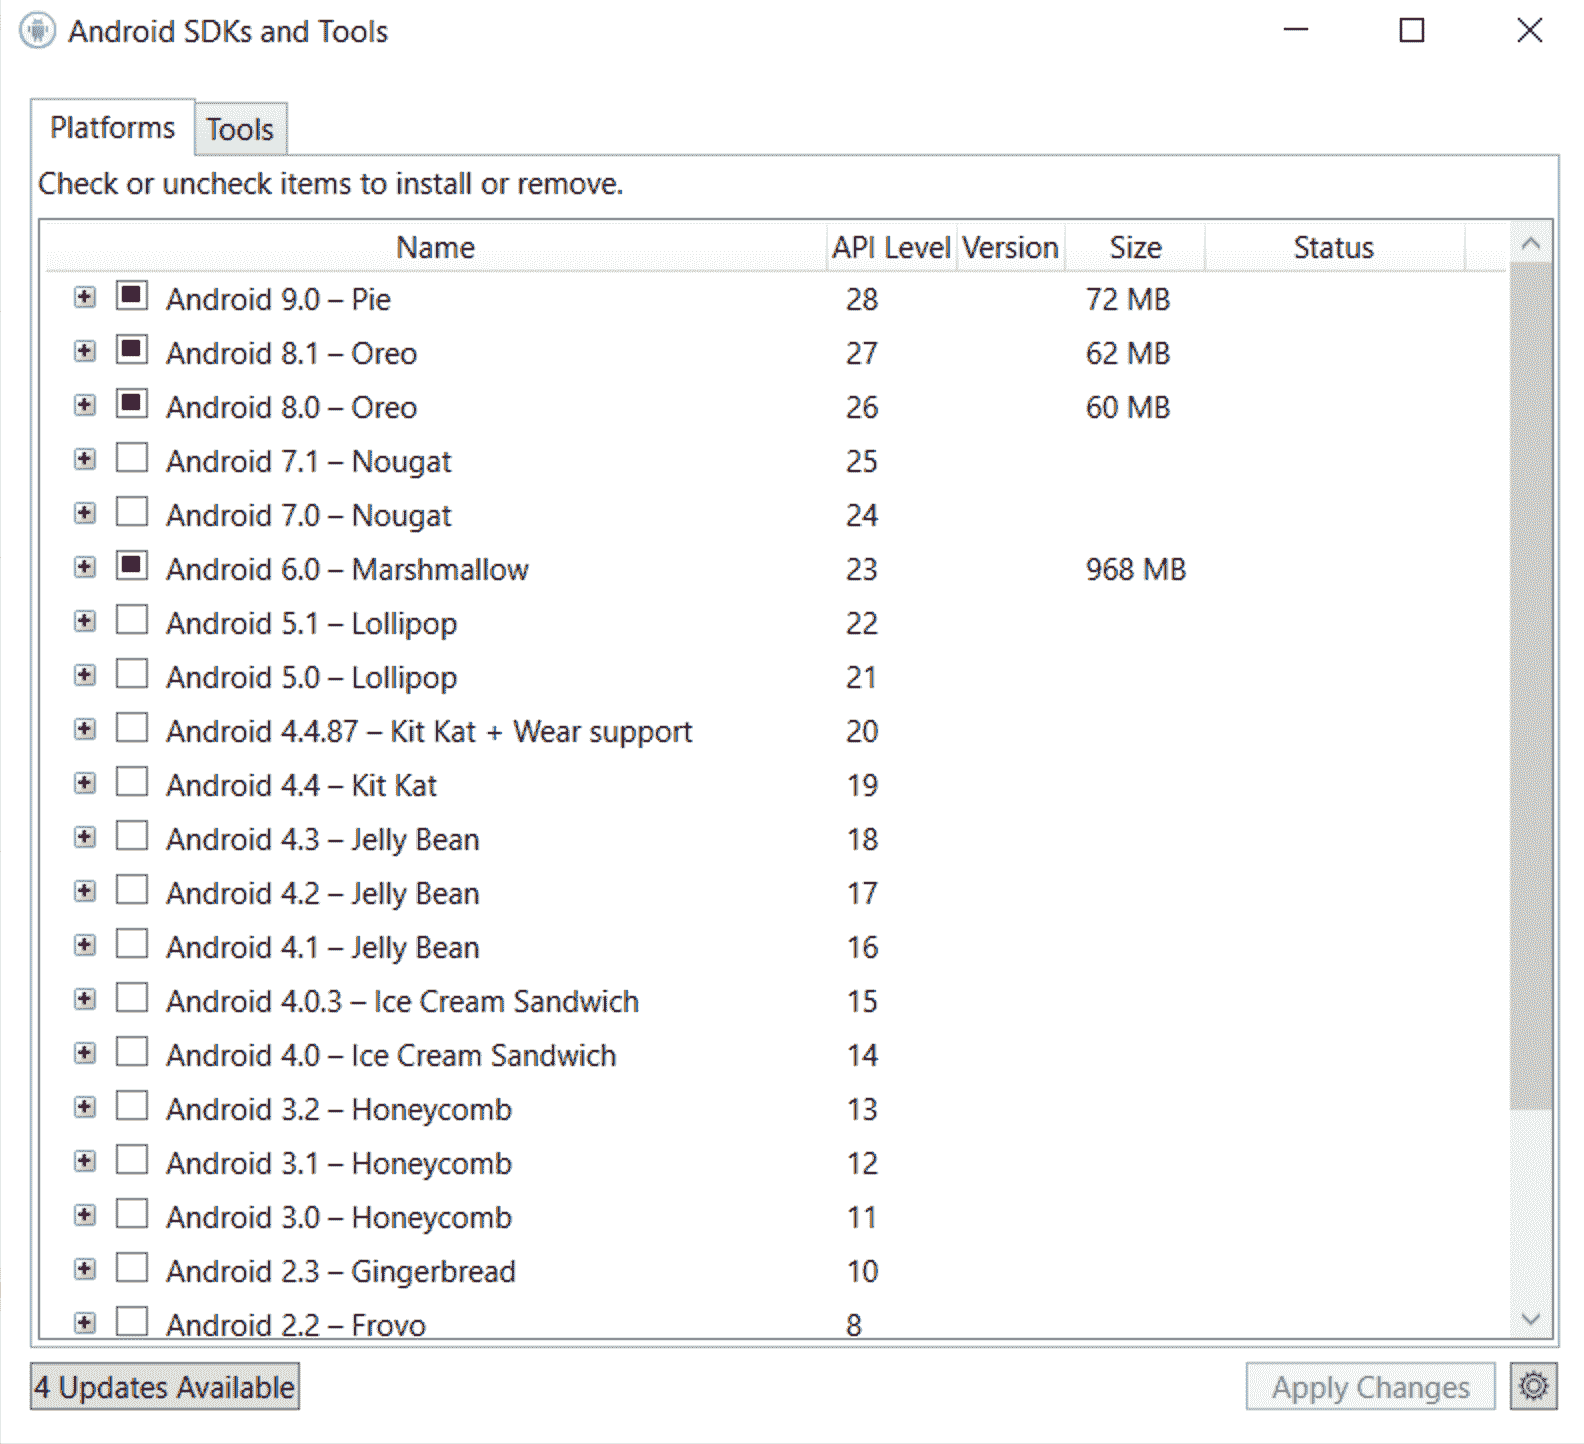 Android SDKs and Tools
Platforms Tools
Check or uncheck items to install or remove.
Name API Level Version Size Status
Android 9.0 – Pie 28 72 MB
Android 8.1 – Oreo 27 62 MB
Android 8.0 – Oreo 26 60 MB
Android 7.1 – Nougat 25
Android 7.0 – Nougat 24
Android 6.0 – Marshmallow 23 968 MB
Android 5.1 – Lollipop 22
Android 5.0 – Lollipop 21
Android 4.4.87 – Kit Kat + Wear support 20
Android 4.4 – Kit Kat 19
Android 4.3 – Jelly Bean 18
Android 4.2 – Jelly Bean 17
Android 4.1 – Jelly Bean 16
Android 4.0.3 – Ice Cream Sandwich 15
Android 4.0 – Ice Cream Sandwich 14
Android 3.2 – Honeycomb 13
Android 3.1 – Honeycomb 12
Android 3.0 – Honeycomb 11
Android 2.3 – Gingerbread 10
Android 2.2 – Froyo 8
4 Updates Available Apply Changes